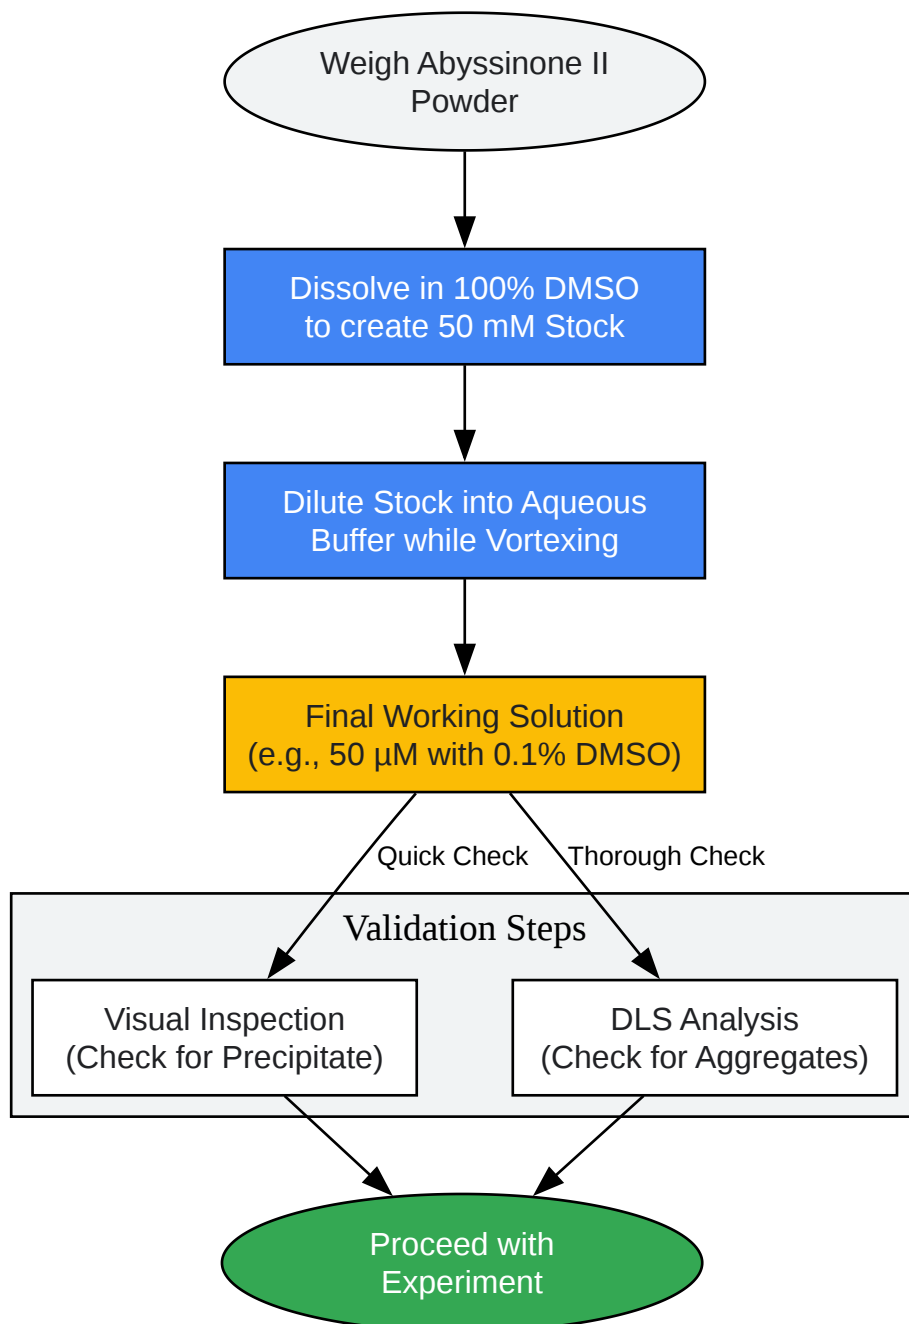 Weigh Abyssinone II
Powder
Dissolve in 100% DMSO
to create 50 mM Stock
Dilute Stock into Aqueous
Buffer while Vortexing
Final Working Solution
(e.g., 50 µM with 0.1% DMSO)
Quick Check
Thorough Check
Validation Steps
Visual Inspection
(Check for Precipitate)
DLS Analysis
(Check for Aggregates)
Proceed with
Experiment